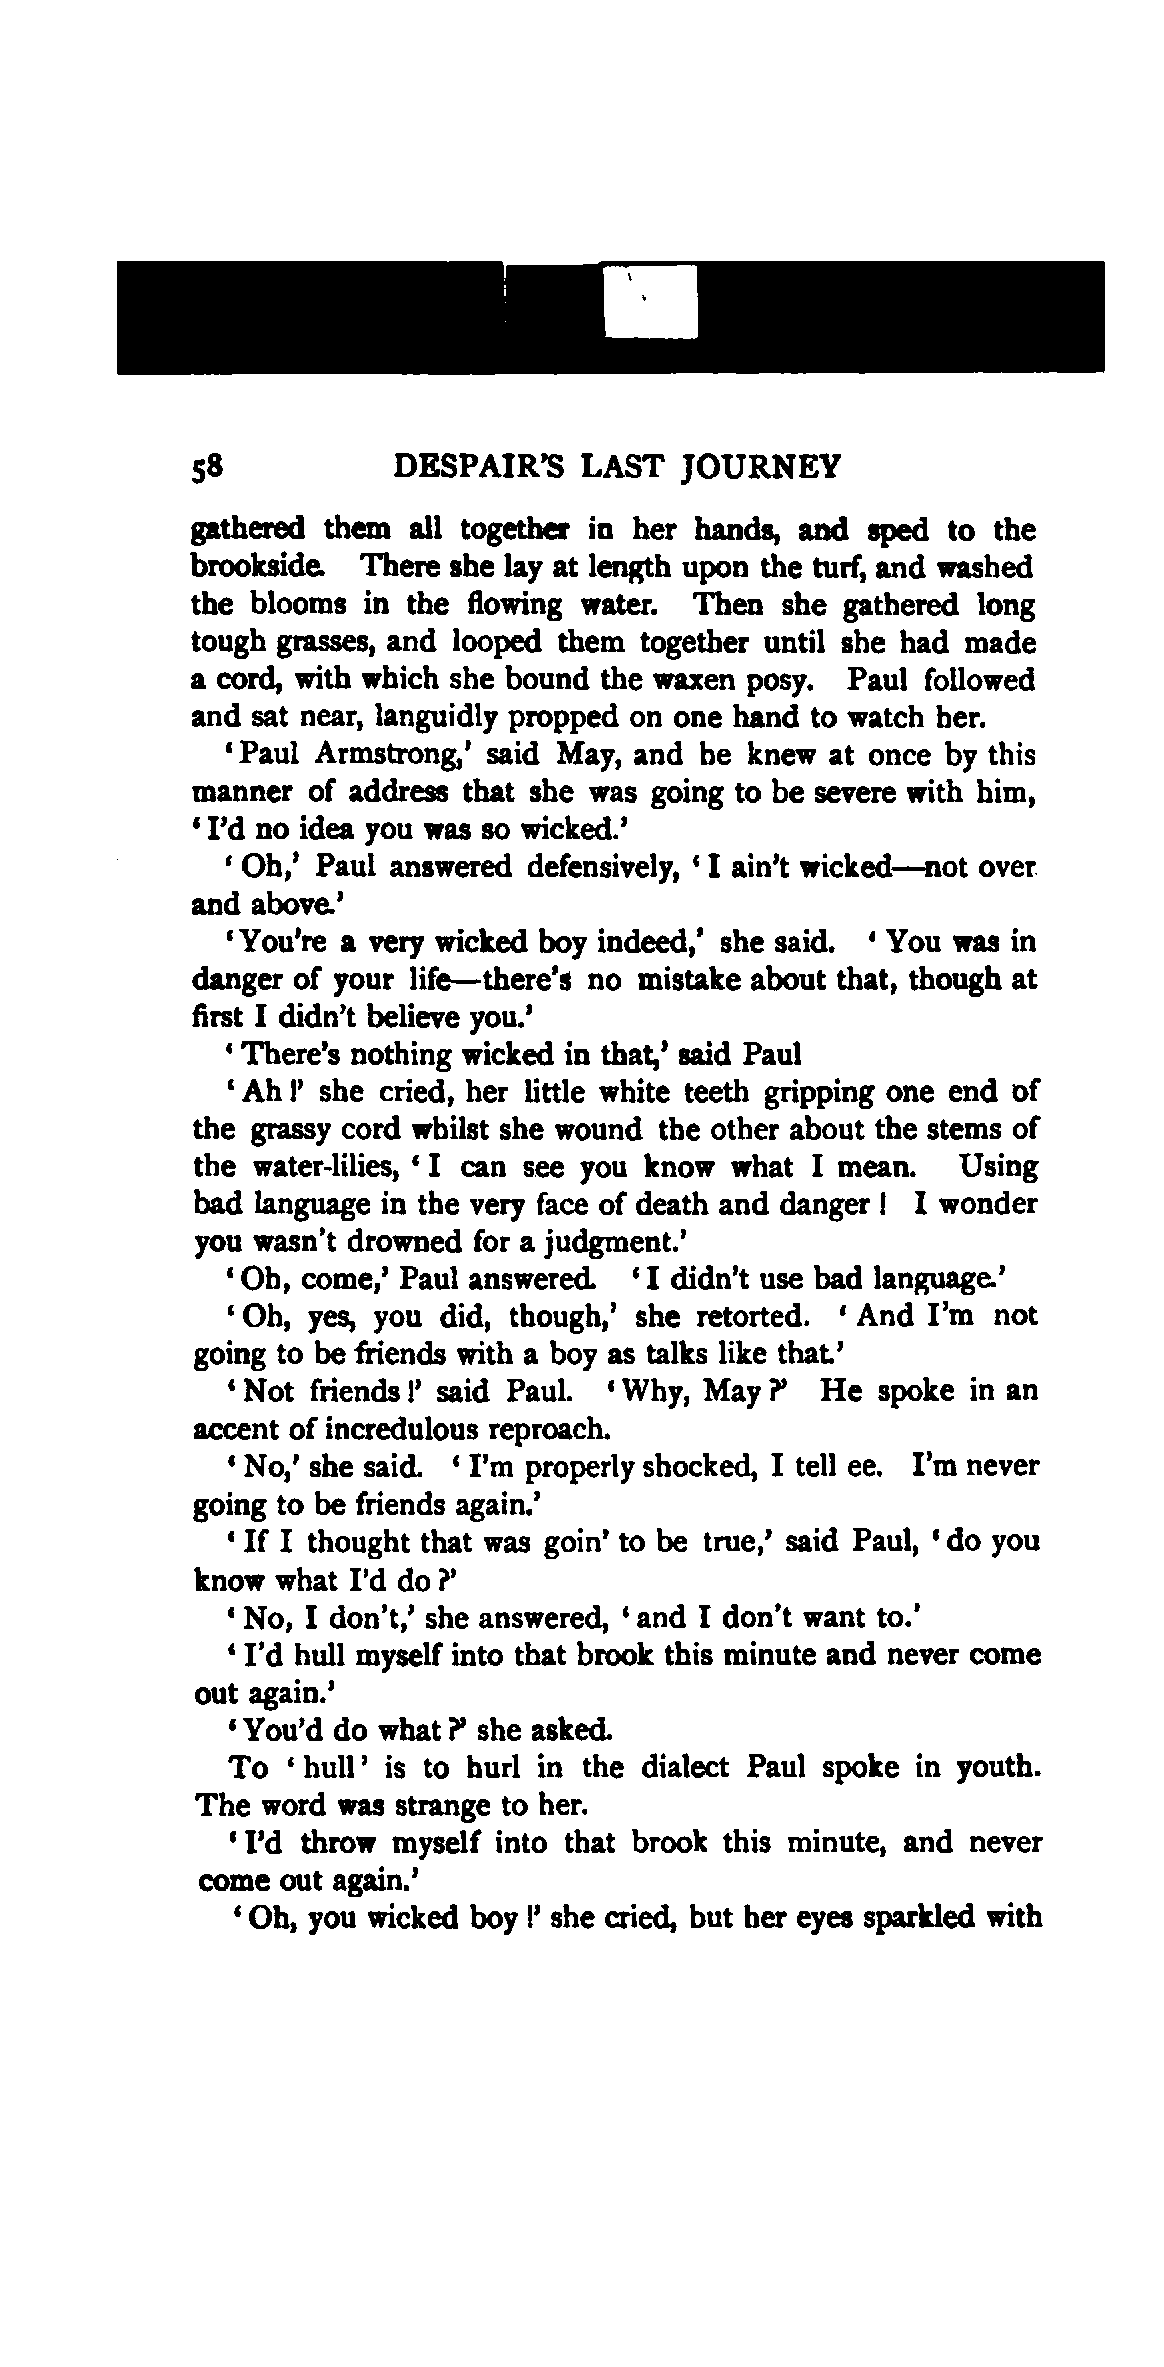 58 DESPAIR'S LAST JOURNEY
gathered them all together in her hands, and sped to the
brookside. There she lay at length upon the turf, and washed
the blooms in the flowing water. Then she gathered long
tough grasses, and looped them together until she had made
a cord, with which she bound the waxen posy. Paul followed
and sat near, languidly propped on one hand to watch her.
'Paul Armstrong,' said May, and he knew at once by this
manner of address that she was going to be severe with him,
'I'd no idea you was so wicked.'
'Oh,' Paul answered defensively, 'I ain't wicked—not over
and above.'
'You're a very wicked boy indeed,' she said. 'You was in
danger of your life—there's no mistake about that, though at
first I didn't believe you.'
'There's nothing wicked in that,' said Paul
'Ah!' she cried, her little white teeth gripping one end of
the grassy cord whilst she wound the other about the stems of
the water-lilies, 'I can see you know what I mean. Using
bad language in the very face of death and danger! I wonder
you wasn't drowned for a judgment.'
'Oh, come,' Paul answered. 'I didn't use bad language.'
'Oh, yes, you did, though,' she retorted. 'And I'm not
going to be friends with a boy as talks like that.'
'Not friends!' said Paul. 'Why, May?' He spoke in an
accent of incredulous reproach.
'No,' she said. 'I'm properly shocked, I tell ee. I'm never
going to be friends again.'
'If I thought that was goin' to be true,' said Paul, 'do you
know what I'd do?'
'No, I don't,' she answered, 'and I don't want to.'
'I'd hull myself into that brook this minute and never come
out again.'
'You'd do what?' she asked.
To 'hull' is to hurl in the dialect Paul spoke in youth.
The word was strange to her.
'I'd throw myself into that brook this minute, and never
come out again.'
'Oh, you wicked boy!' she cried, but her eyes sparkled with